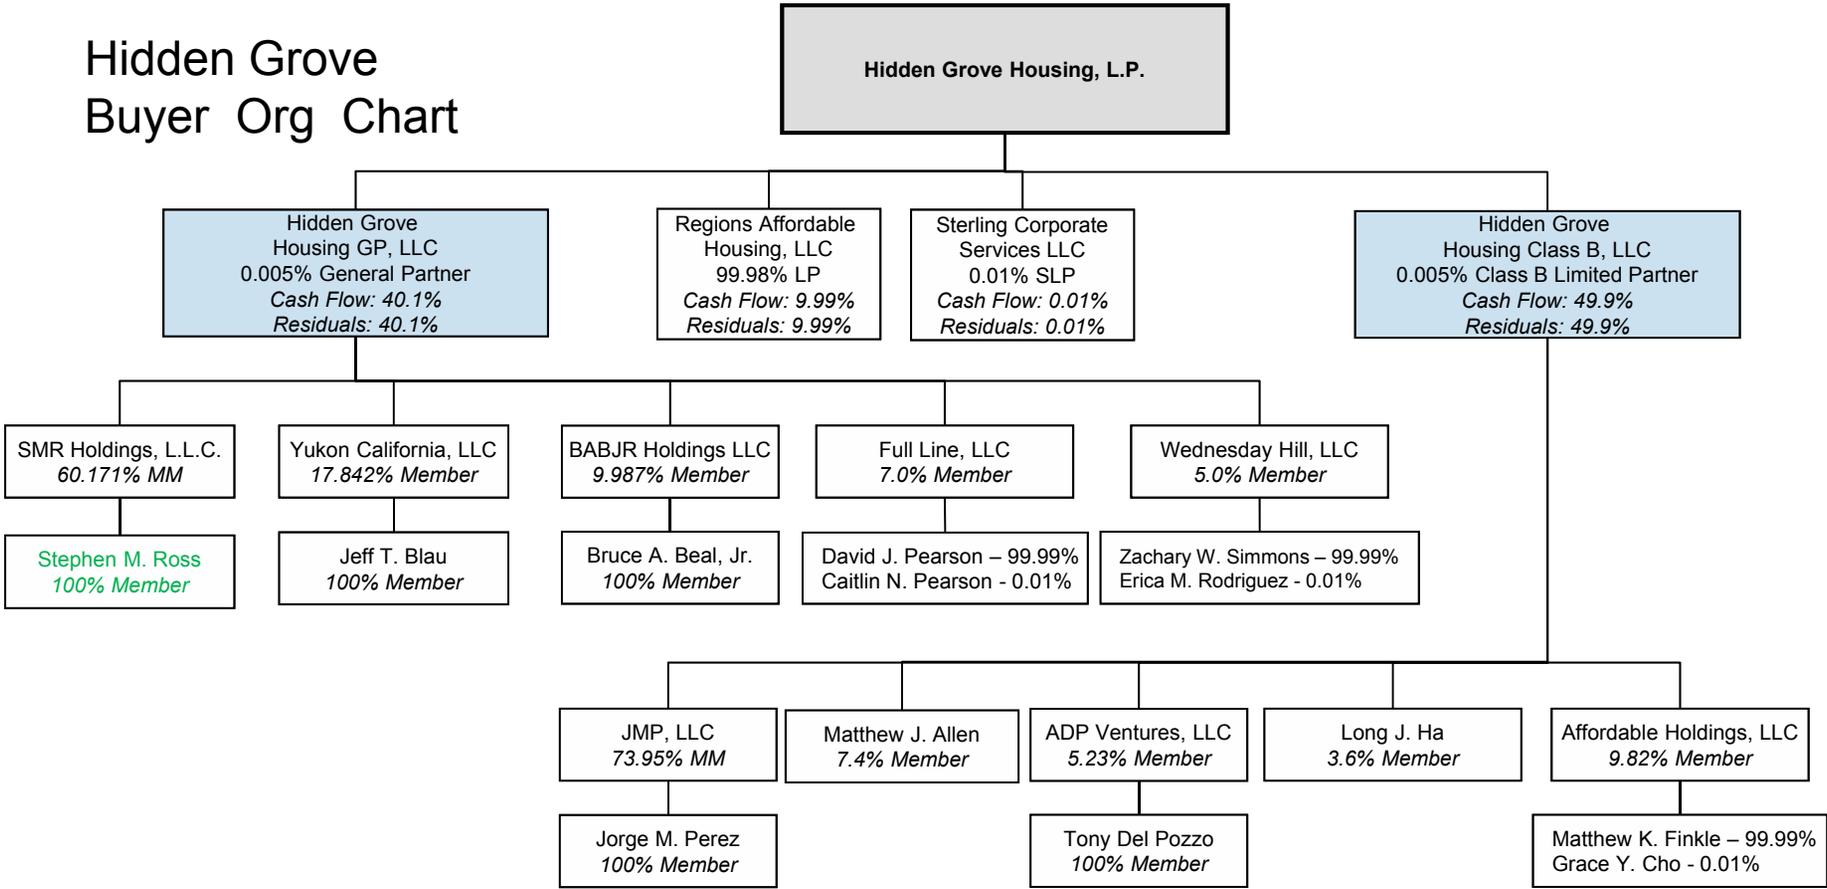 Hidden Grove
Buyer Org Chart
Hidden Grove Housing, L.P.
Hidden Grove
Housing GP, LLC
0.005% General Partner
Cash Flow: 40.1%
Residuals: 40.1%
Regions Affordable
Housing, LLC
99.98% LP
Cash Flow: 9.99%
Residuals: 9.99%
Sterling Corporate
Services LLC
0.01% SLP
Cash Flow: 0.01%
Residuals: 0.01%
Hidden Grove
Housing Class B, LLC
0.005% Class B Limited Partner
Cash Flow: 49.9%
Residuals: 49.9%
SMR Holdings, L.L.C.
60.171% MM
Yukon California, LLC
17.842% Member
BABJR Holdings LLC
9.987% Member
Full Line, LLC
7.0% Member
Wednesday Hill, LLC
5.0% Member
Stephen M. Ross
100% Member
Jeff T. Blau
100% Member
Bruce A. Beal, Jr.
100% Member
David J. Pearson – 99.99%
Caitlin N. Pearson - 0.01%
Zachary W. Simmons – 99.99%
Erica M. Rodriguez - 0.01%
JMP, LLC
73.95% MM
Matthew J. Allen
7.4% Member
ADP Ventures, LLC
5.23% Member
Long J. Ha
3.6% Member
Affordable Holdings, LLC
9.82% Member
Jorge M. Perez
100% Member
Tony Del Pozzo
100% Member
Matthew K. Finkle – 99.99%
Grace Y. Cho - 0.01%